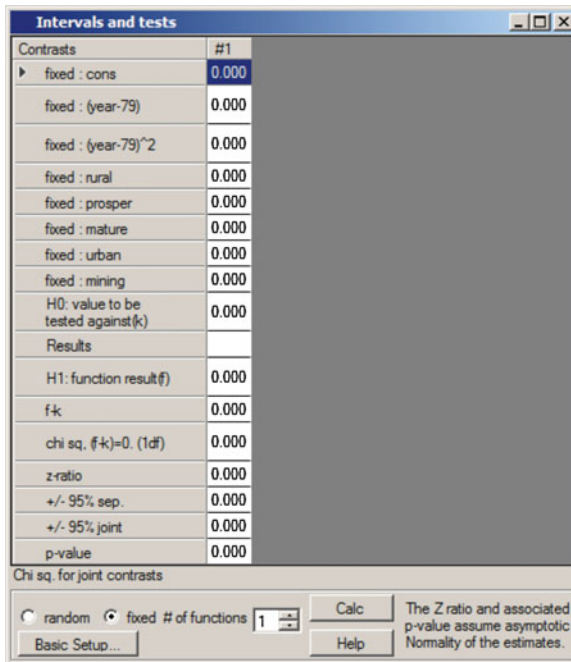 Intervals and tests
Contrasts #1
fixed : cons 0.000
fixed : (year-79) 0.000
fixed : (year-79)^2 0.000
fixed : rural 0.000
fixed : prosper 0.000
fixed : mature 0.000
fixed : urban 0.000
fixed : mining 0.000
H0: value to be
tested against(k) 0.000
Results
H1: function result(f) 0.000
f-k 0.000
chi sq, (f-k)=0. (1df) 0.000
z-ratio 0.000
+/- 95% sep. 0.000
+/- 95% joint 0.000
p-value 0.000
Chi sq. for joint contrasts
random fixed # of functions 1
Calc
Basic Setup...
Help
The Z ratio and associated
p-value assume asymptotic
Normality of the estimates.